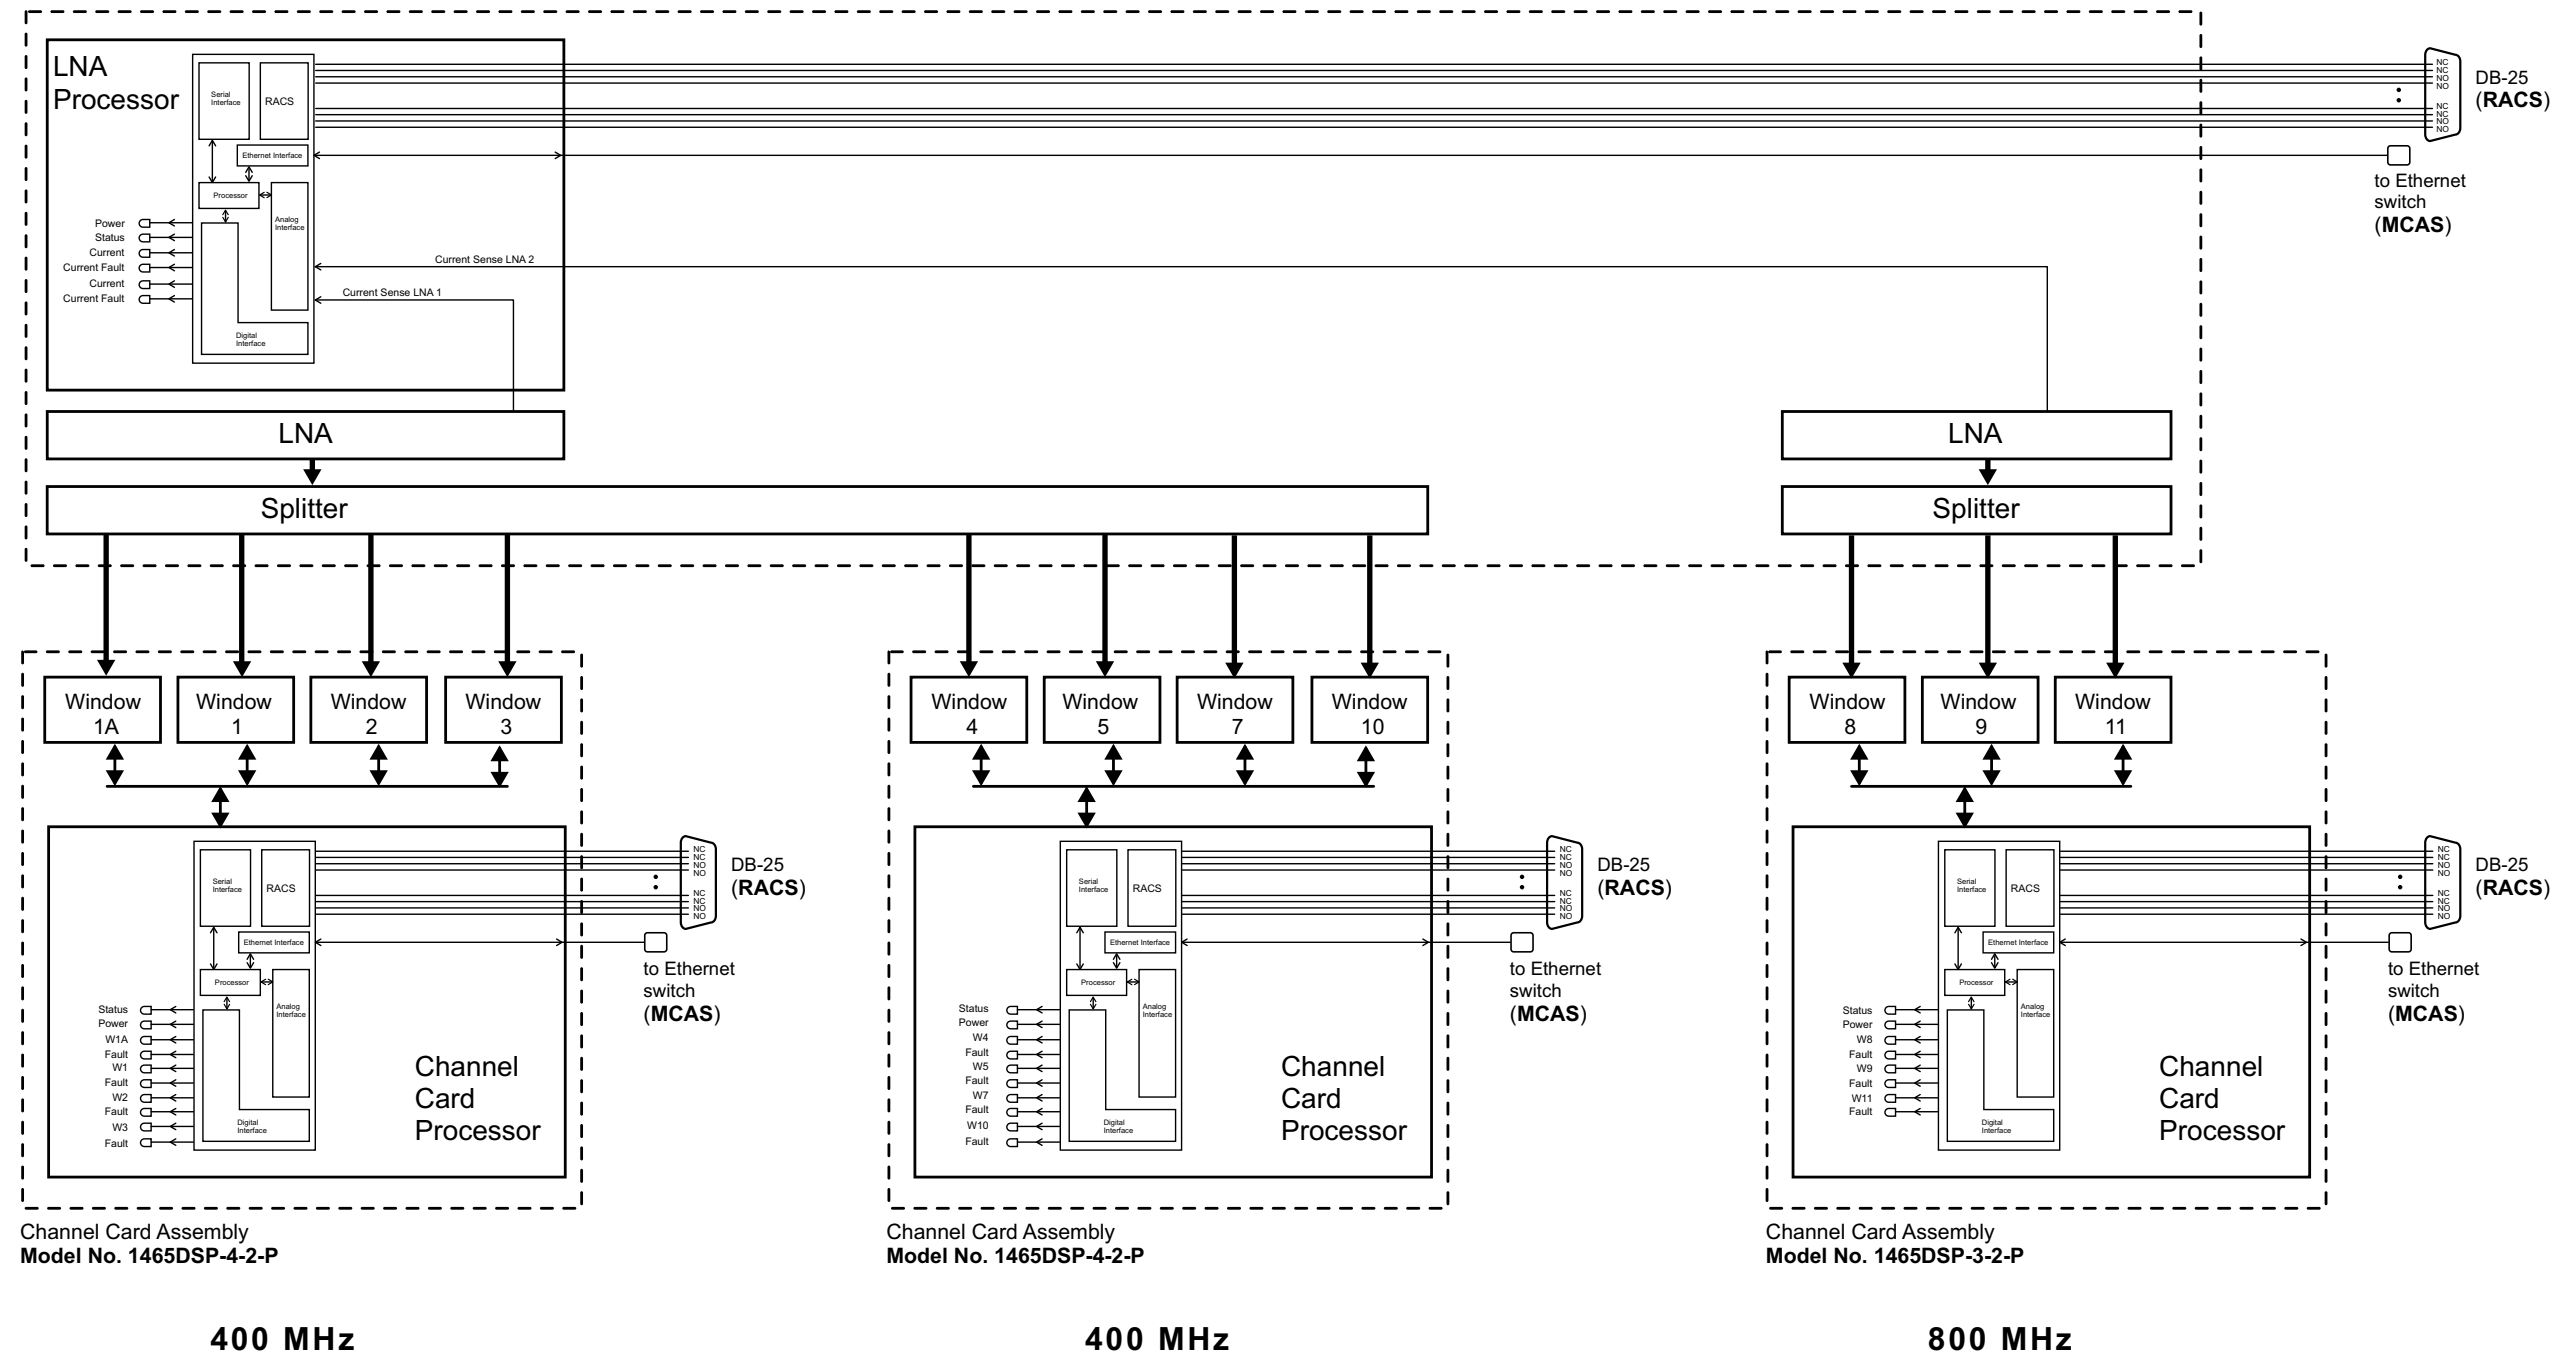 LNA
Processor
Serial
Interface
RACS
Ethernet Interface
Processor
Analog
Interface
Digital
Interface
Power
Status
Current
Current Fault
Current
Current Fault
Current Sense LNA 2
Current Sense LNA 1
NC
NC
NO
NO
NC
NC
NO
NO
DB-25
(RACS)
to Ethernet
switch
(MCAS)
LNA
LNA
Splitter
Splitter
Window
1A
Window
1
Window
2
Window
3
Window
4
Window
5
Window
7
Window
10
Window
8
Window
9
Window
11
Serial
Interface
RACS
Ethernet Interface
Processor
Analog
Interface
Digital
Interface
Status
Power
W1A
Fault
W1
Fault
W2
Fault
W3
Fault
Channel
Card
Processor
NC
NC
NO
NO
NC
NC
NO
NO
DB-25
(RACS)
to Ethernet
switch
(MCAS)
Serial
Interface
RACS
Ethernet Interface
Processor
Analog
Interface
Digital
Interface
Status
Power
W4
Fault
W5
Fault
W7
Fault
W10
Fault
Channel
Card
Processor
NC
NC
NO
NO
NC
NC
NO
NO
DB-25
(RACS)
to Ethernet
switch
(MCAS)
Serial
Interface
RACS
Ethernet Interface
Processor
Analog
Interface
Digital
Interface
Status
Power
W8
Fault
W9
Fault
W11
Fault
Channel
Card
Processor
NC
NC
NO
NO
NC
NC
NO
NO
DB-25
(RACS)
to Ethernet
switch
(MCAS)
Channel Card Assembly
Model No. 1465DSP-4-2-P
Channel Card Assembly
Model No. 1465DSP-4-2-P
Channel Card Assembly
Model No. 1465DSP-3-2-P
400 MHz
400 MHz
800 MHz